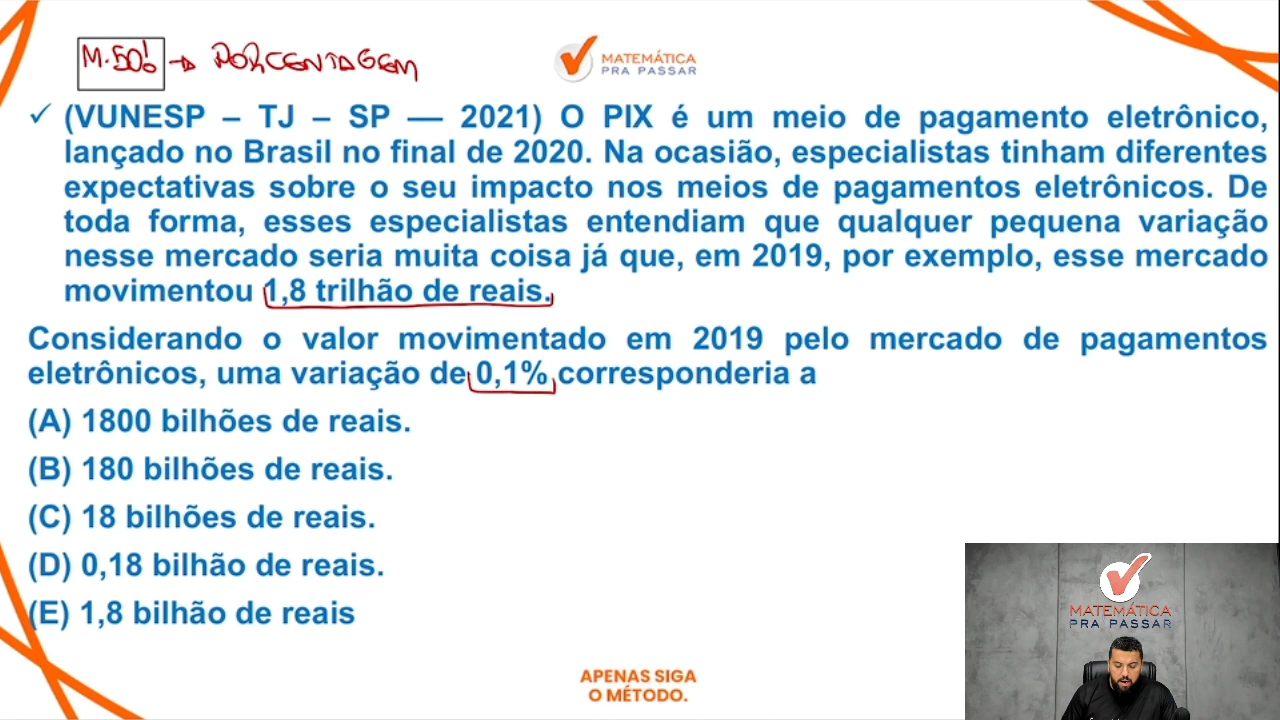 M.50% → PORCENTAGEM
MATEMÁTICA
PRA PASSAR
✓ (VUNESP – TJ – SP — 2021) O PIX é um meio de pagamento eletrônico,
lançado no Brasil no final de 2020. Na ocasião, especialistas tinham diferentes
expectativas sobre o seu impacto nos meios de pagamentos eletrônicos. De
toda forma, esses especialistas entendiam que qualquer pequena variação
nesse mercado seria muita coisa já que, em 2019, por exemplo, esse mercado
movimentou 1,8 trilhão de reais.
Considerando o valor movimentado em 2019 pelo mercado de pagamentos
eletrônicos, uma variação de 0,1% corresponderia a
(A) 1800 bilhões de reais.
(B) 180 bilhões de reais.
(C) 18 bilhões de reais.
(D) 0,18 bilhão de reais.
(E) 1,8 bilhão de reais
MATEMÁTICA
PRA PASSAR
APENAS SIGA
O MÉTODO.